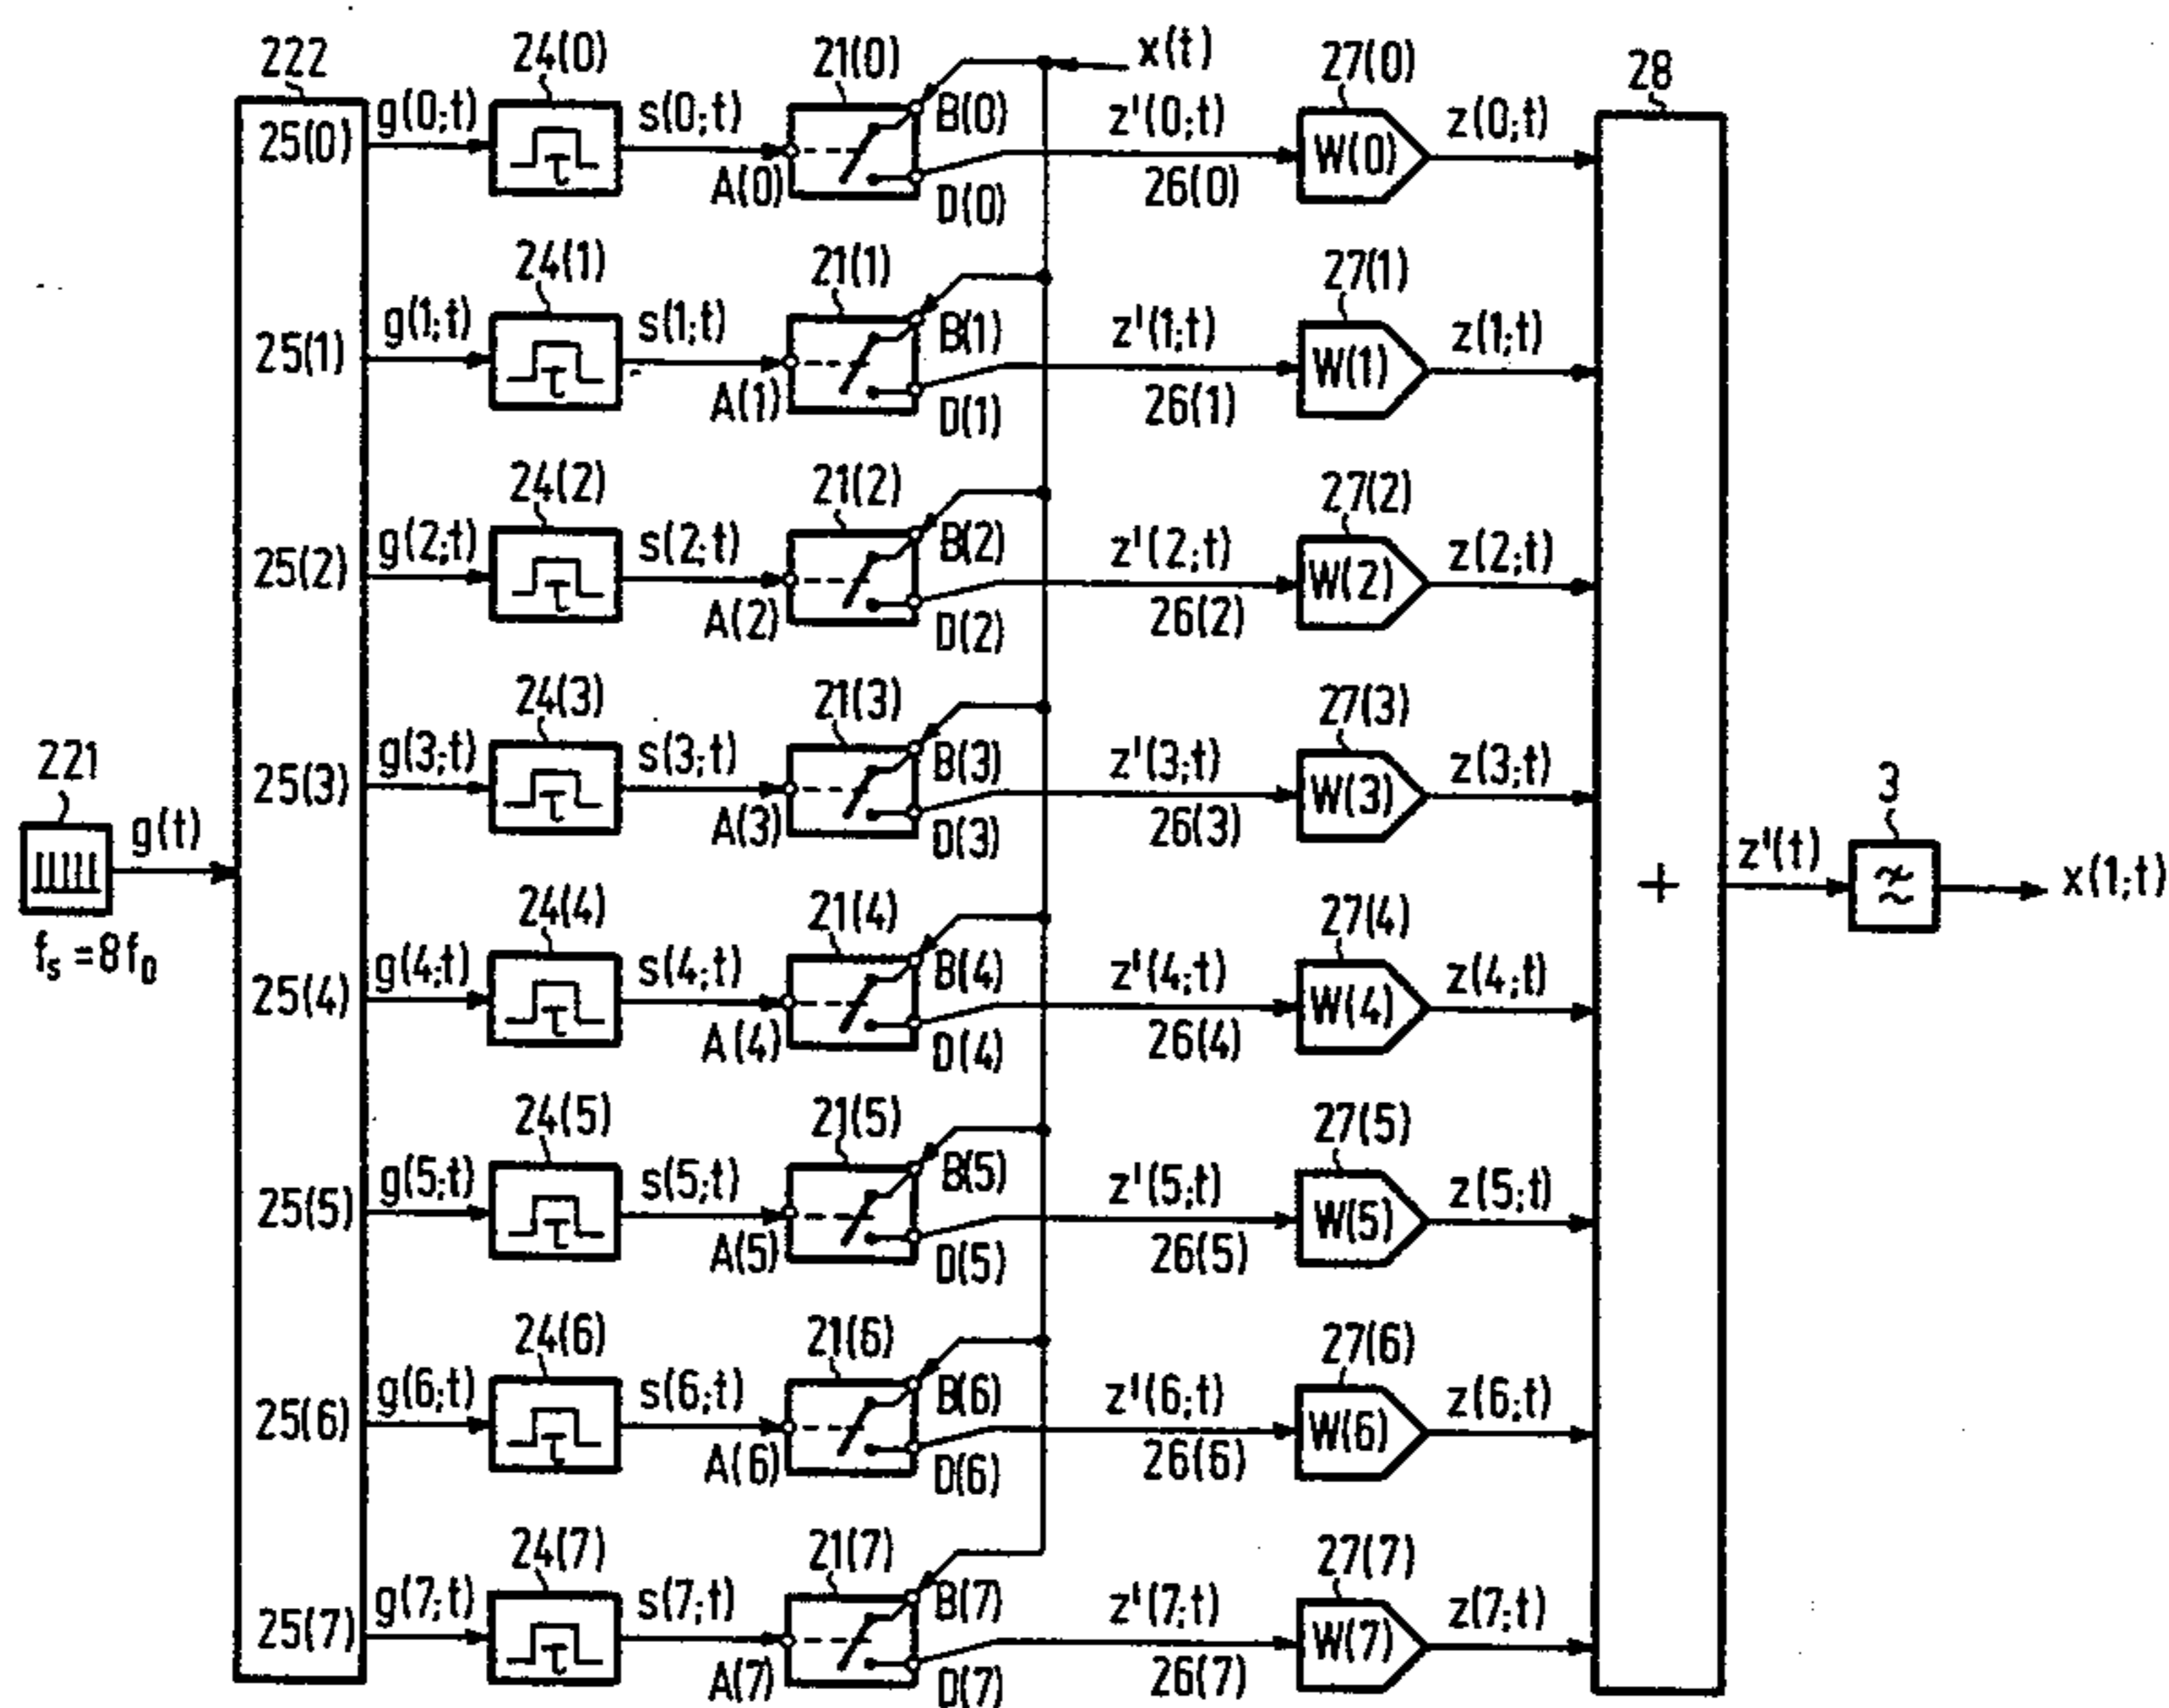 222 24(0) 21(0) x(t) 27(0) 28
25(0) g(0;t) s(0;t) B(0) z'(0;t) W(0) z(0;t)
τ A(0) D(0) 26(0)
24(1) 21(1) 27(1)
25(1) g(1;t) s(1;t) B(1) z'(1;t) W(1) z(1;t)
τ A(1) D(1) 26(1)
24(2) 21(2) 27(2)
25(2) g(2;t) s(2;t) B(2) z'(2;t) W(2) z(2;t)
τ A(2) D(2) 26(2)
24(3) 21(3) 27(3)
25(3) g(3;t) s(3;t) B(3) z'(3;t) W(3) z(3;t)
τ A(3) D(3) 26(3)
221 g(t) + z'(t) 3 x(1;t)
fs = 8f0
24(4) 21(4) 27(4)
25(4) g(4;t) s(4;t) B(4) z'(4;t) W(4) z(4;t)
τ A(4) D(4) 26(4)
24(5) 21(5) 27(5)
25(5) g(5;t) s(5;t) B(5) z'(5;t) W(5) z(5;t)
τ A(5) D(5) 26(5)
24(6) 21(6) 27(6)
25(6) g(6;t) s(6;t) B(6) z'(6;t) W(6) z(6;t)
τ A(6) D(6) 26(6)
24(7) 21(7) 27(7)
25(7) g(7;t) s(7;t) B(7) z'(7;t) W(7) z(7;t)
τ A(7) D(7) 26(7)